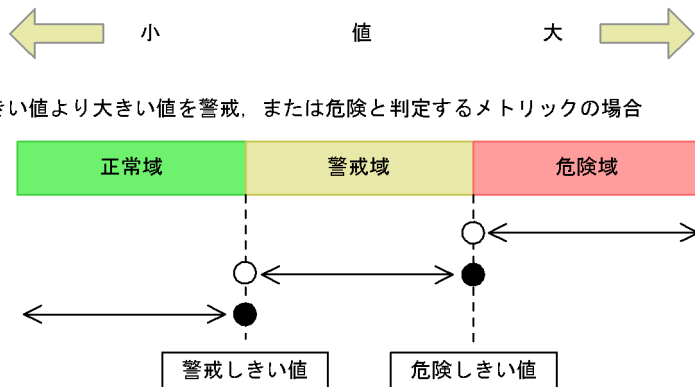 小 値 大
きい値より大きい値を警戒，または危険と判定するメトリックの場合
正常域 警戒域 危険域
警戒しきい値 危険しきい値